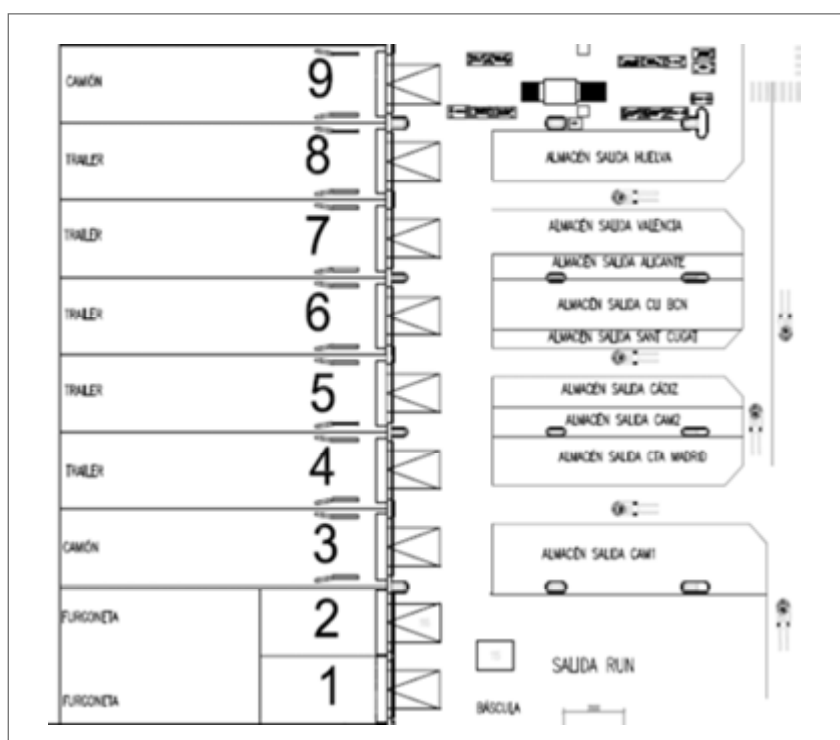 CAMIÓN
9
TRAILER
8
ALMACÉN SALIDA HUELVA
TRAILER
7
ALMACÉN SALIDA VALENCIA
ALMACÉN SALIDA ALICANTE
TRAILER
6
ALMACÉN SALIDA CIU BCN
ALMACÉN SALIDA SANT CUGAT
TRAILER
5
ALMACÉN SALIDA CÁDIZ
ALMACÉN SALIDA CAM2
TRAILER
4
ALMACÉN SALIDA CTA MADRID
CAMIÓN
3
ALMACÉN SALIDA CAM1
FURGONETA
2
SALIDA RUN
FURGONETA
1
BÁSCULA